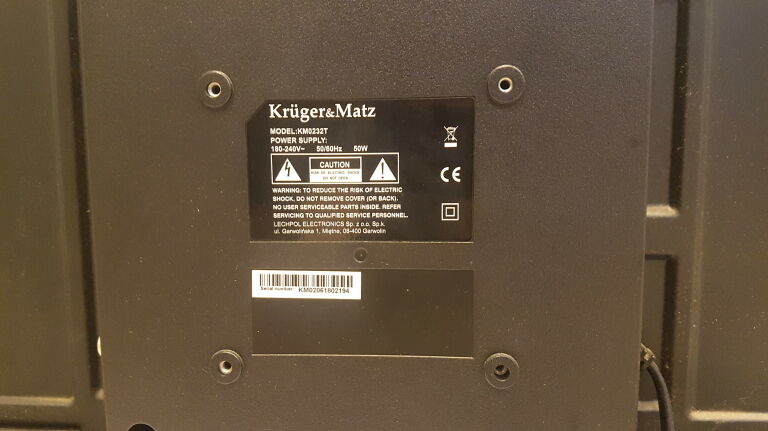 Krüger&Matz
MODEL:KM0232T
POWER SUPPLY:
180-240V~ 50/60Hz 50W
CAUTION
RISK OF ELECTRIC SHOCK
DO NOT OPEN
WARNING: TO REDUCE THE RISK OF ELECTRIC
SHOCK, DO NOT REMOVE COVER (OR BACK).
NO USER SERVICEABLE PARTS INSIDE. REFER
SERVICING TO QUALIFIED SERVICE PERSONNEL.
LECHPOL ELECTRONICS Sp. z o.o. Sp.k.
ul. Garwolińska 1, Miętne, 08-400 Garwolin
CE
Serial number: KM02061802194